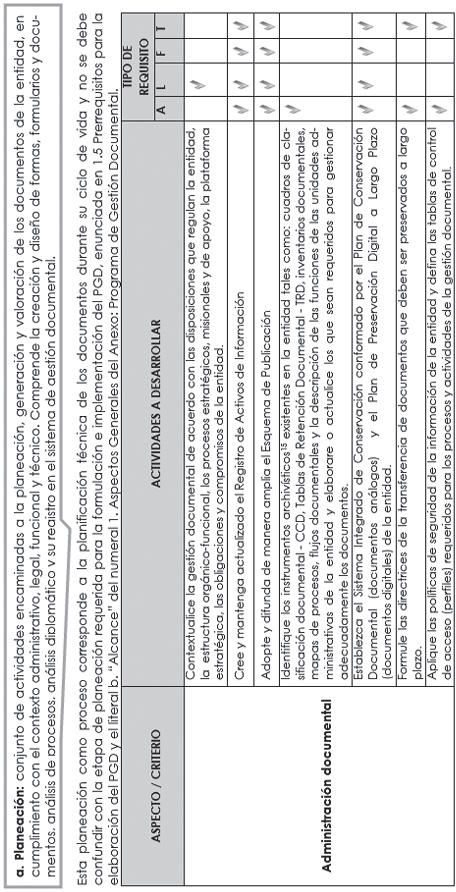 a. Planeación: conjunto de actividades encaminadas a la planeación, generación y valoración de los documentos de la entidad, en
cumplimiento con el contexto administrativo, legal, funcional y técnico. Comprende la creación y diseño de formas, formularios y docu-
mentos, análisis de procesos, análisis diplomático y su registro en el sistema de gestión documental.
Esta planeación como proceso corresponde a la planificación técnica de los documentos durante su ciclo de vida y no se debe
confundir con la etapa de planeación requerida para la formulación e implementación del PGD, enunciada en 1.5 Prerrequisitos para la
elaboración del PGD y el literal b. “Alcance” del numeral 1. Aspectos Generales del Anexo: Programa de Gestión Documental.
ASPECTO / CRITERIO
ACTIVIDADES A DESARROLLAR
TIPO DE
REQUISITO
A L F T
Administración documental
Contextualice la gestión documental de acuerdo con las disposiciones que regulan la entidad,
la estructura orgánico-funcional, los procesos estratégicos, misionales y de apoyo, la plataforma
estratégica, las obligaciones y compromisos de la entidad.
Cree y mantenga actualizado el Registro de Activos de Información
Adopte y difunda de manera amplia el Esquema de Publicación
Identifique los instrumentos archivísticos15 existentes en la entidad tales como: cuadros de cla-
sificación documental - CCD, Tablas de Retención Documental - TRD, inventarios documentales,
mapas de procesos, flujos documentales y la descripción de las funciones de las unidades ad-
ministrativas de la entidad y elaborare o actualice los que sean requeridos para gestionar
adecuadamente los documentos.
Establezca el Sistema Integrado de Conservación conformado por el Plan de Conservación
Documental (documentos análogos) y el Plan de Preservación Digital a Largo Plazo
(documentos digitales) de la entidad.
Formule las directrices de la transferencia de documentos que deben ser preservados a largo
plazo.
Aplique las políticas de seguridad de la información de la entidad y defina las tablas de control
de acceso (perfiles) requeridos para los procesos y actividades de la gestión documental.